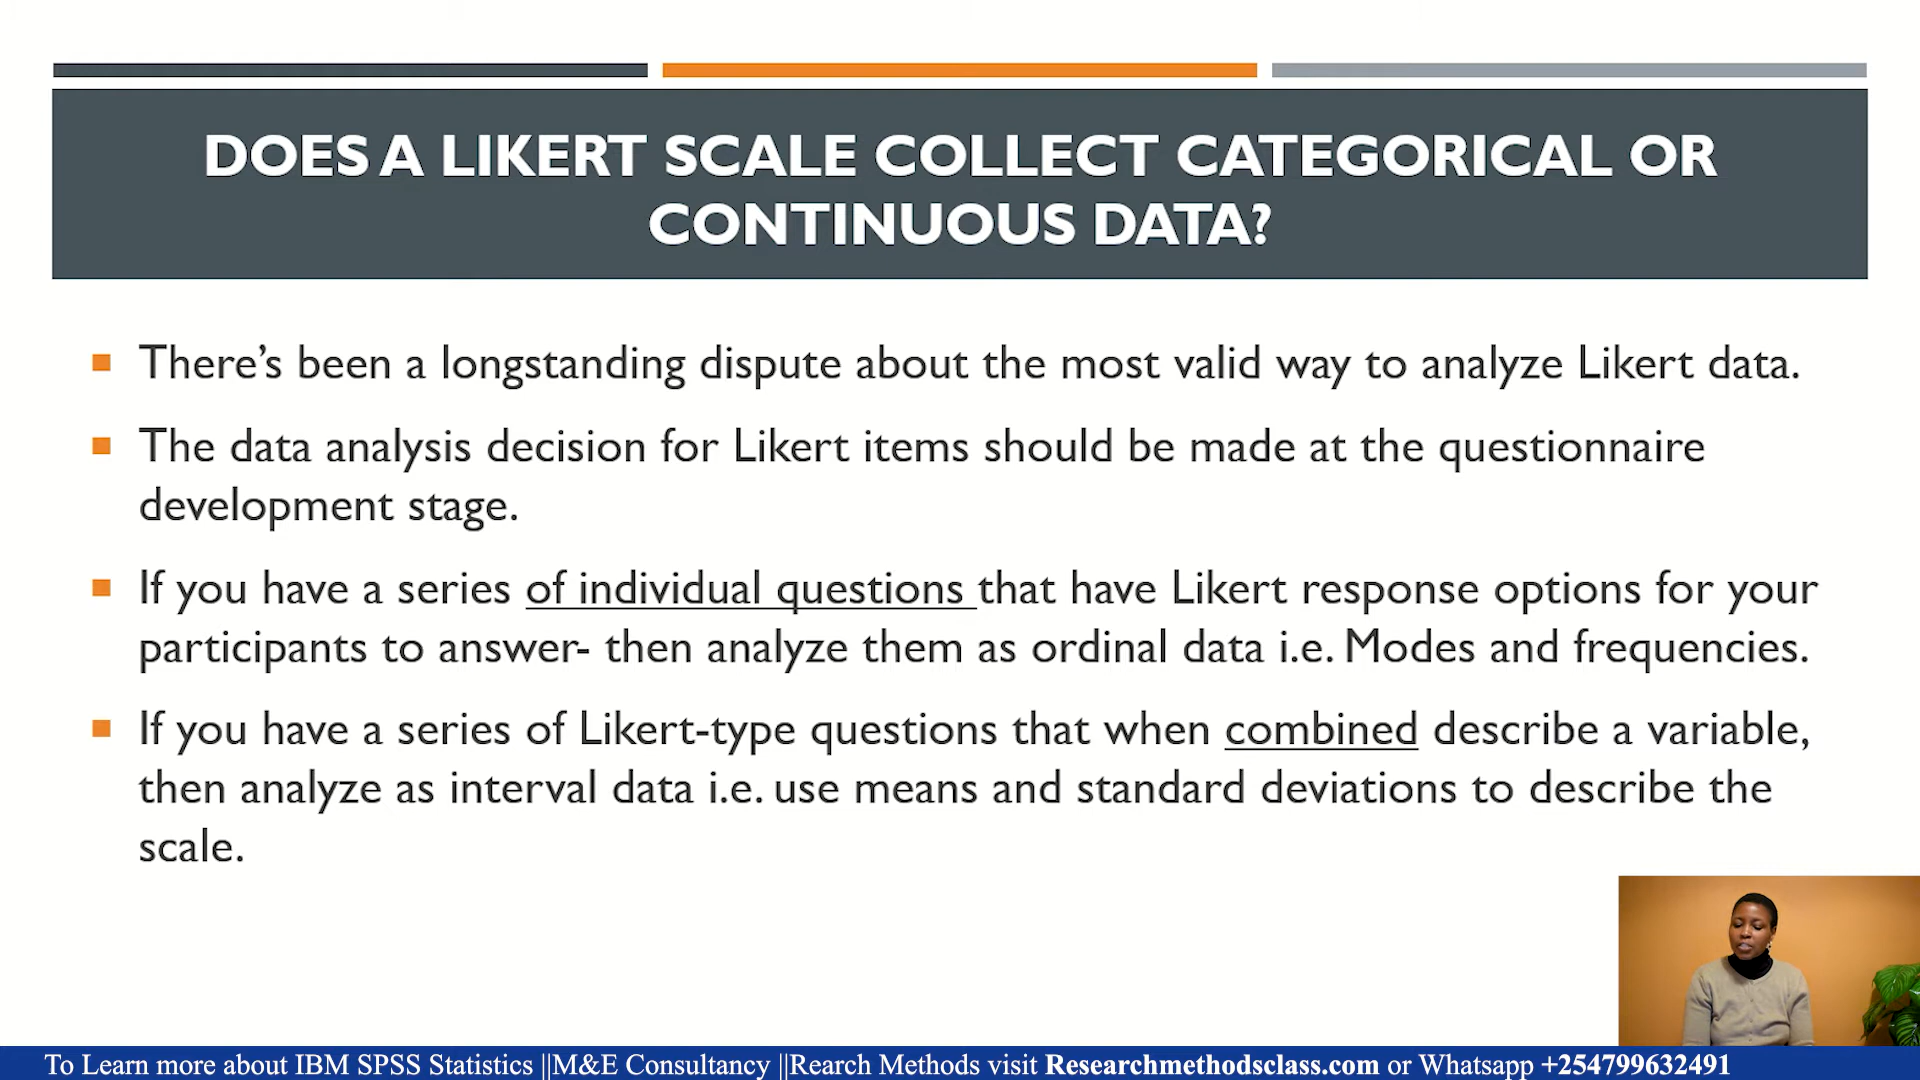 DOES A LIKERT SCALE COLLECT CATEGORICAL OR
CONTINUOUS DATA?
There’s been a longstanding dispute about the most valid way to analyze Likert data.
The data analysis decision for Likert items should be made at the questionnaire
development stage.
If you have a series of individual questions that have Likert response options for your
participants to answer- then analyze them as ordinal data i.e. Modes and frequencies.
If you have a series of Likert-type questions that when combined describe a variable,
then analyze as interval data i.e. use means and standard deviations to describe the
scale.
To Learn more about IBM SPSS Statistics ||M&E Consultancy ||Rearch Methods visit Researchmethodsclass.com or Whatsapp +254799632491